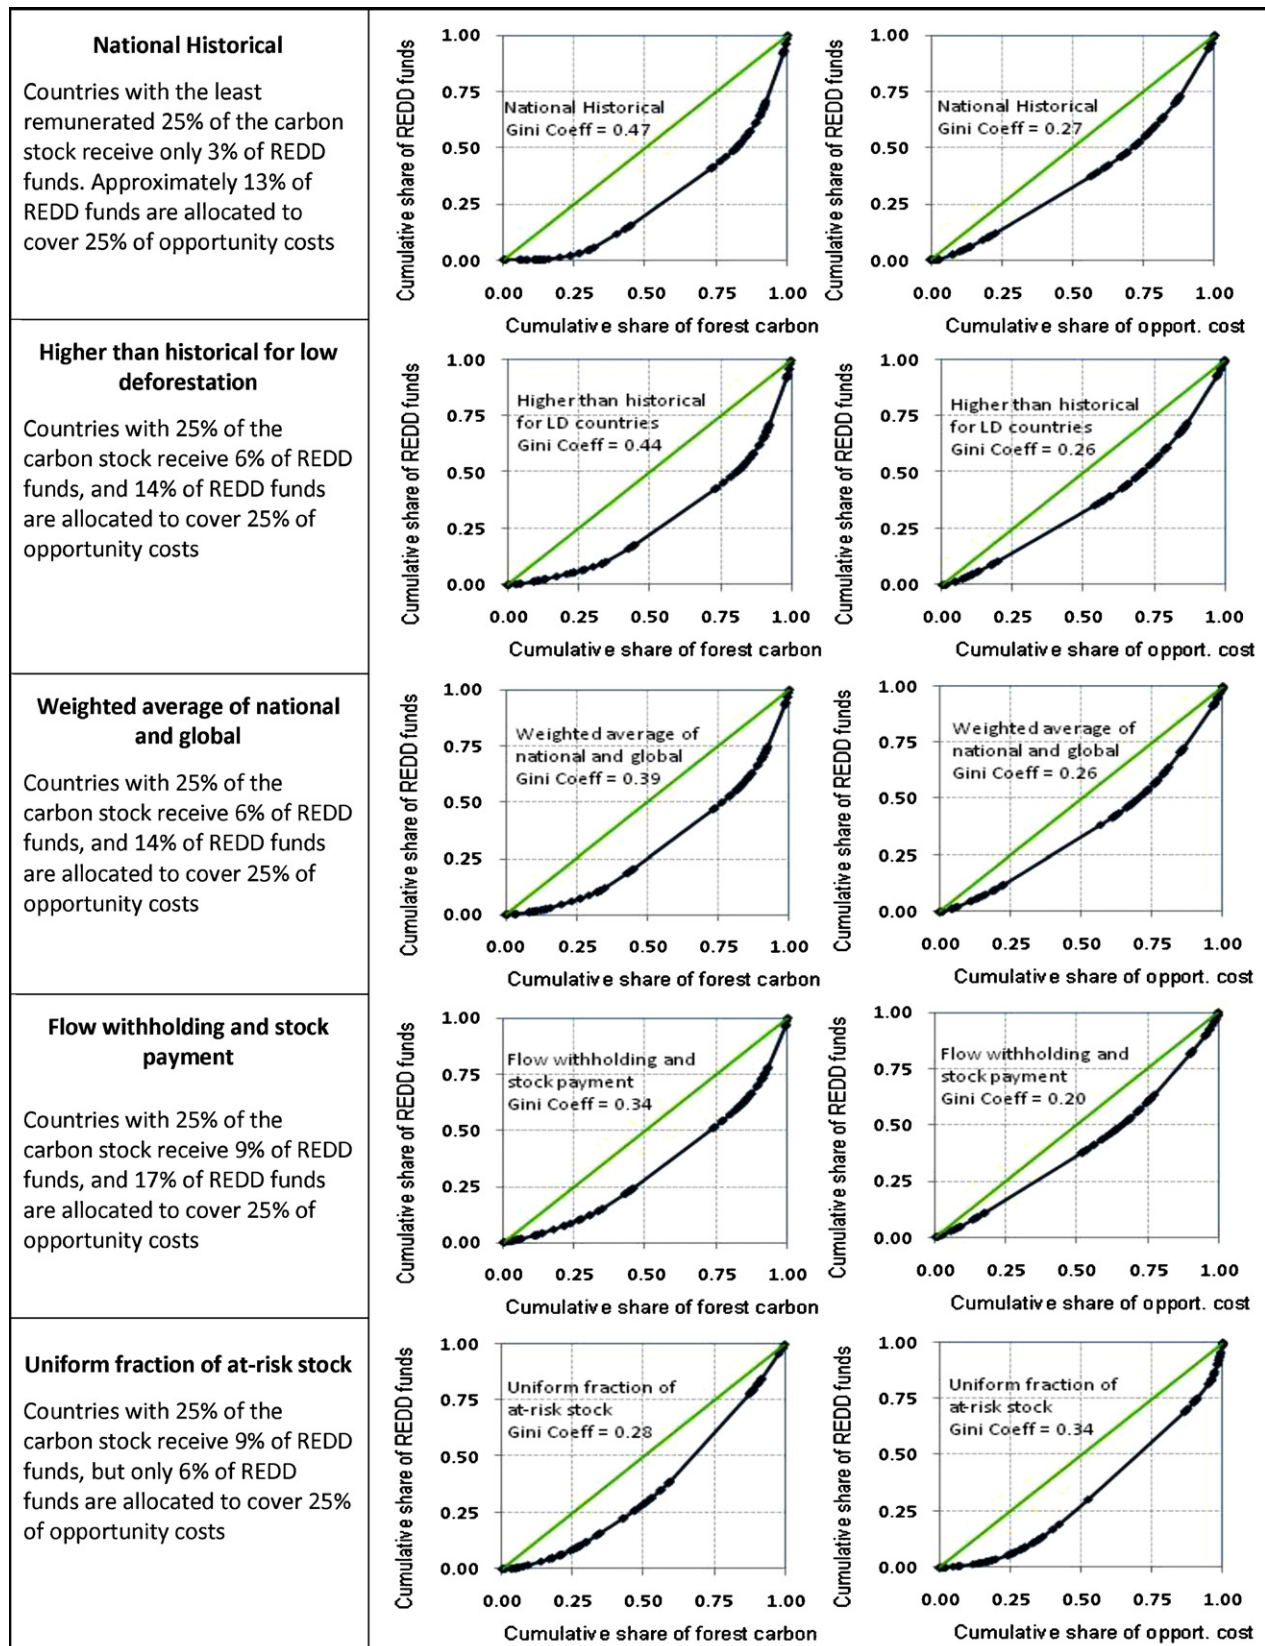 National Historical
Countries with the least
remunerated 25% of the carbon
stock receive only 3% of REDD
funds. Approximately 13% of
REDD funds are allocated to
cover 25% of opportunity costs
Cumulative share of REDD funds
1.00
0.75
0.50
0.25
0.00
National Historical
Gini Coeff = 0.47
0.00 0.25 0.50 0.75 1.00
Cumulative share of forest carbon
Cumulative share of REDD funds
1.00
0.75
0.50
0.25
0.00
National Historical
Gini Coeff = 0.27
0.00 0.25 0.50 0.75 1.00
Cumulative share of opport. cost
Higher than historical for low
deforestation
Countries with 25% of the
carbon stock receive 6% of REDD
funds, and 14% of REDD funds
are allocated to cover 25% of
opportunity costs
Cumulative share of REDD funds
1.00
0.75
0.50
0.25
0.00
Higher than historical
for LD countries
Gini Coeff = 0.44
0.00 0.25 0.50 0.75 1.00
Cumulative share of forest carbon
Cumulative share of REDD funds
1.00
0.75
0.50
0.25
0.00
Higher than historical
for LD countries
Gini Coeff = 0.26
0.00 0.25 0.50 0.75 1.00
Cumulative share of opport. cost
Weighted average of national
and global
Countries with 25% of the
carbon stock receive 6% of REDD
funds, and 14% of REDD funds
are allocated to cover 25% of
opportunity costs
Cumulative share of REDD funds
1.00
0.75
0.50
0.25
0.00
Weighted average of
national and global
Gini Coeff = 0.39
0.00 0.25 0.50 0.75 1.00
Cumulative share of forest carbon
Cumulative share of REDD funds
1.00
0.75
0.50
0.25
0.00
Weighted average of
national and global
Gini Coeff = 0.26
0.00 0.25 0.50 0.75 1.00
Cumulative share of opport. cost
Flow withholding and stock
payment
Countries with 25% of the
carbon stock receive 9% of REDD
funds, and 17% of REDD funds
are allocated to cover 25% of
opportunity costs
Cumulative share of REDD funds
1.00
0.75
0.50
0.25
0.00
Flow withholding and
stock payment
Gini Coeff = 0.34
0.00 0.25 0.50 0.75 1.00
Cumulative share of forest carbon
Cumulative share of REDD funds
1.00
0.75
0.50
0.25
0.00
Flow withholding and
stock payment
Gini Coeff = 0.20
0.00 0.25 0.50 0.75 1.00
Cumulative share of opport. cost
Uniform fraction of at-risk stock
Countries with 25% of the
carbon stock receive 9% of REDD
funds, but only 6% of REDD
funds are allocated to cover 25%
of opportunity costs
Cumulative share of REDD funds
1.00
0.75
0.50
0.25
0.00
Uniform fraction of
at-risk stock
Gini Coeff = 0.28
0.00 0.25 0.50 0.75 1.00
Cumulative share of forest carbon
Cumulative share of REDD funds
1.00
0.75
0.50
0.25
0.00
Uniform fraction of
at-risk stock
Gini Coeff = 0.34
0.00 0.25 0.50 0.75 1.00
Cumulative share of opport. cost